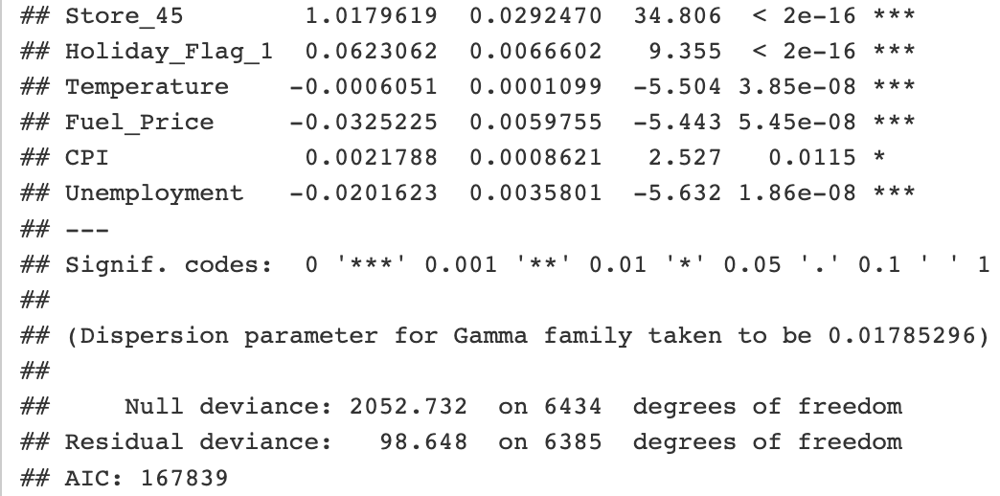 ## Store_45        1.0179619  0.0292470  34.806  < 2e-16 ***
## Holiday_Flag_1  0.0623062  0.0066602   9.355  < 2e-16 ***
## Temperature    -0.0006051  0.0001099  -5.504 3.85e-08 ***
## Fuel_Price     -0.0325225  0.0059755  -5.443 5.45e-08 ***
## CPI             0.0021788  0.0008621   2.527   0.0115 *
## Unemployment   -0.0201623  0.0035801  -5.632 1.86e-08 ***
## ---
## Signif. codes:  0 '***' 0.001 '**' 0.01 '*' 0.05 '.' 0.1 ' ' 1
##
## (Dispersion parameter for Gamma family taken to be 0.01785296)
##
##     Null deviance: 2052.732  on 6434  degrees of freedom
## Residual deviance:   98.648  on 6385  degrees of freedom
## AIC: 167839